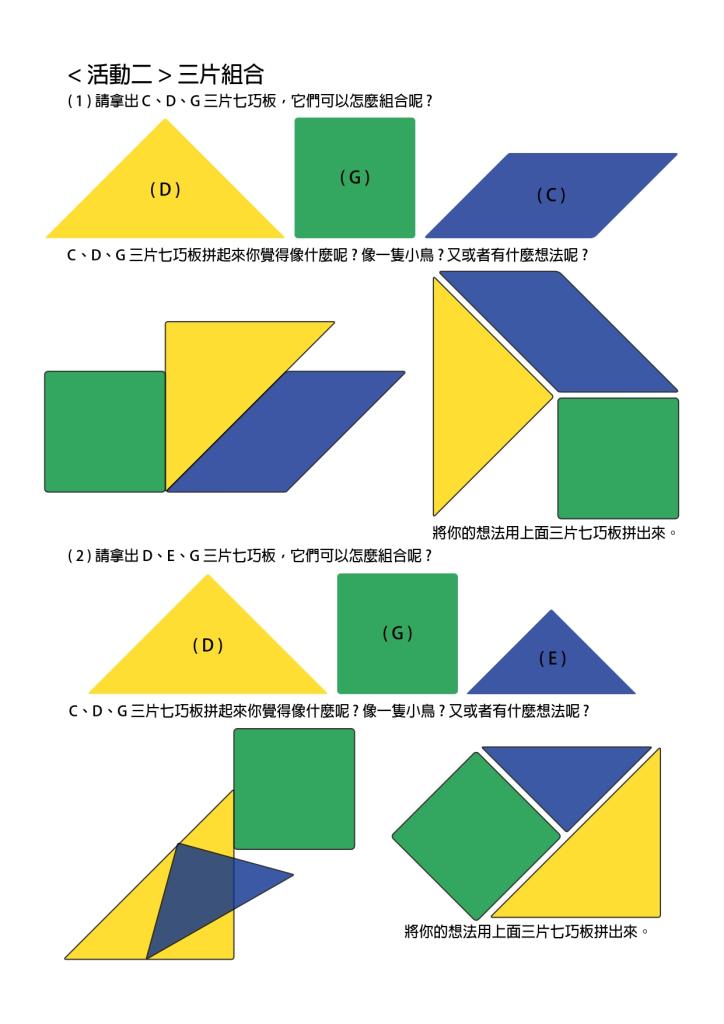 < 活動二 > 三片組合
( 1 ) 請拿出 C、D、G 三片七巧板，它們可以怎麼組合呢？
( D )
( G )
( C )
C、D、G 三片七巧板拼起來你覺得像什麼呢？像一隻小鳥？又或者有什麼想法呢？
將你的想法用上面三片七巧板拼出來。
( 2 ) 請拿出 D、E、G 三片七巧板，它們可以怎麼組合呢？
( D )
( G )
( E )
C、D、G 三片七巧板拼起來你覺得像什麼呢？像一隻小鳥？又或者有什麼想法呢？
將你的想法用上面三片七巧板拼出來。